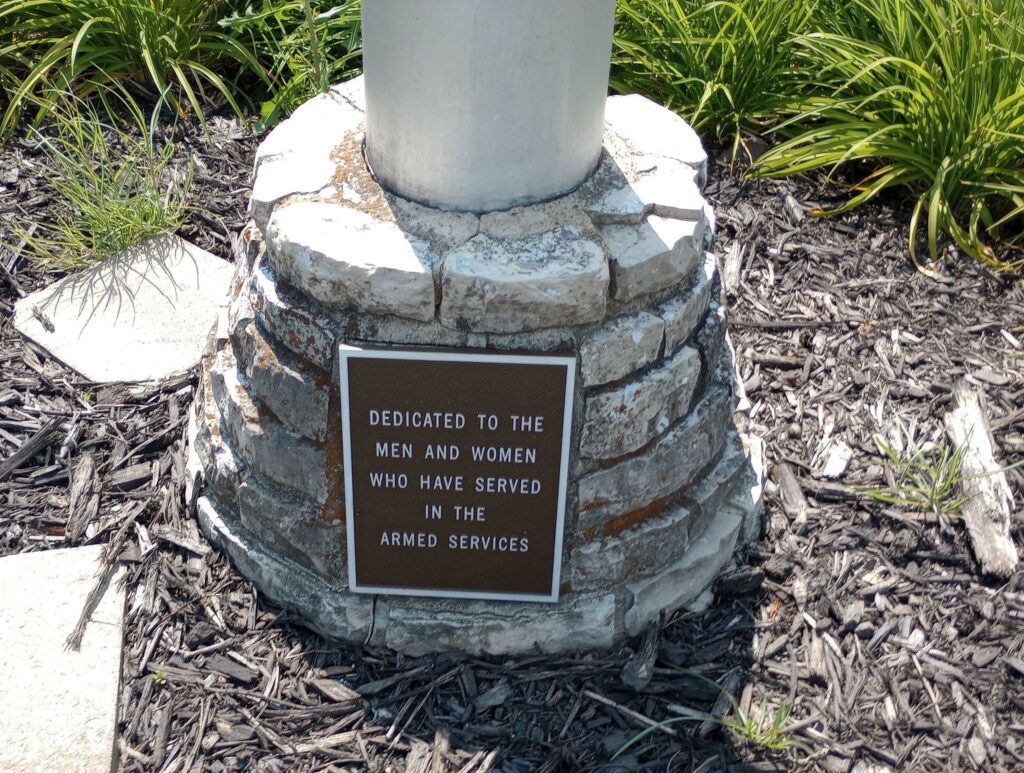 DEDICATED TO THE
MEN AND WOMEN
WHO HAVE SERVED
IN THE
ARMED SERVICES